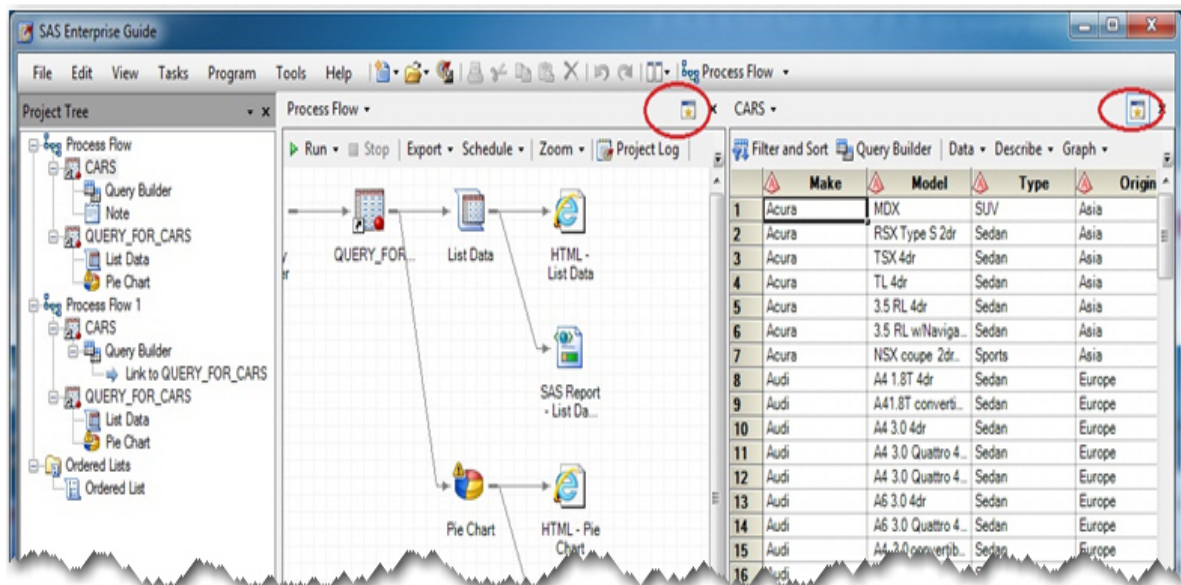 SAS Enterprise Guide
File Edit View Tasks Program Tools Help Process Flow
Project Tree
Process Flow
CARS
Query Builder
Note
QUERY_FOR_CARS
List Data
Pie Chart
Process Flow 1
CARS
Query Builder
Link to QUERY_FOR_CARS
QUERY_FOR_CARS
List Data
Pie Chart
Ordered Lists
Ordered List
Process Flow
Run Stop Export Schedule Zoom Project Log
QUERY_FOR...
List Data
HTML -
List Data
SAS Report
- List Da...
Pie Chart
HTML - Pie
Chart
CARS
Filter and Sort Query Builder Data Describe Graph
Make Model Type Origin
1 Acura MDX SUV Asia
2 Acura RSX Type S 2dr Sedan Asia
3 Acura TSX 4dr Sedan Asia
4 Acura TL 4dr Sedan Asia
5 Acura 3.5 RL 4dr Sedan Asia
6 Acura 3.5 RL w/Naviga... Sedan Asia
7 Acura NSX coupe 2dr... Sports Asia
8 Audi A4 1.8T 4dr Sedan Europe
9 Audi A41.8T converti... Sedan Europe
10 Audi A4 3.0 4dr Sedan Europe
11 Audi A4 3.0 Quattro 4... Sedan Europe
12 Audi A4 3.0 Quattro 4... Sedan Europe
13 Audi A6 3.0 4dr Sedan Europe
14 Audi A6 3.0 Quattro 4... Sedan Europe
15 Audi A4 3.0 convertib... Sedan Europe
16 Audi